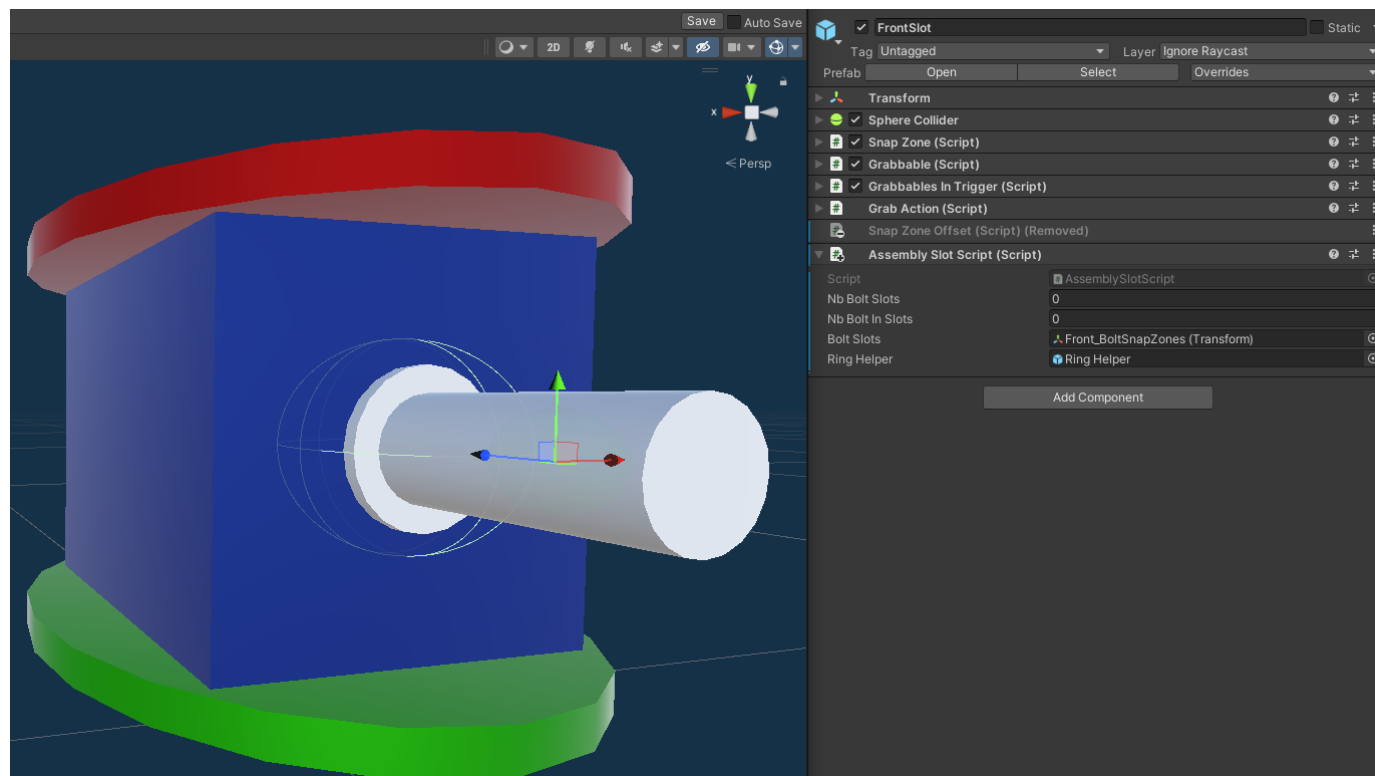 Save Auto Save
2D
y
x
Persp
FrontSlot Static
Tag Untagged Layer Ignore Raycast
Prefab Open Select Overrides
Transform
Sphere Collider
# Snap Zone (Script)
# Grabbable (Script)
# Grabbables In Trigger (Script)
# Grab Action (Script)
Snap Zone Offset (Script) (Removed)
# Assembly Slot Script (Script)
Script # AssemblySlotScript
Nb Bolt Slots 0
Nb Bolt In Slots 0
Bolt Slots Front_BoltSnapZones (Transform)
Ring Helper Ring Helper
Add Component